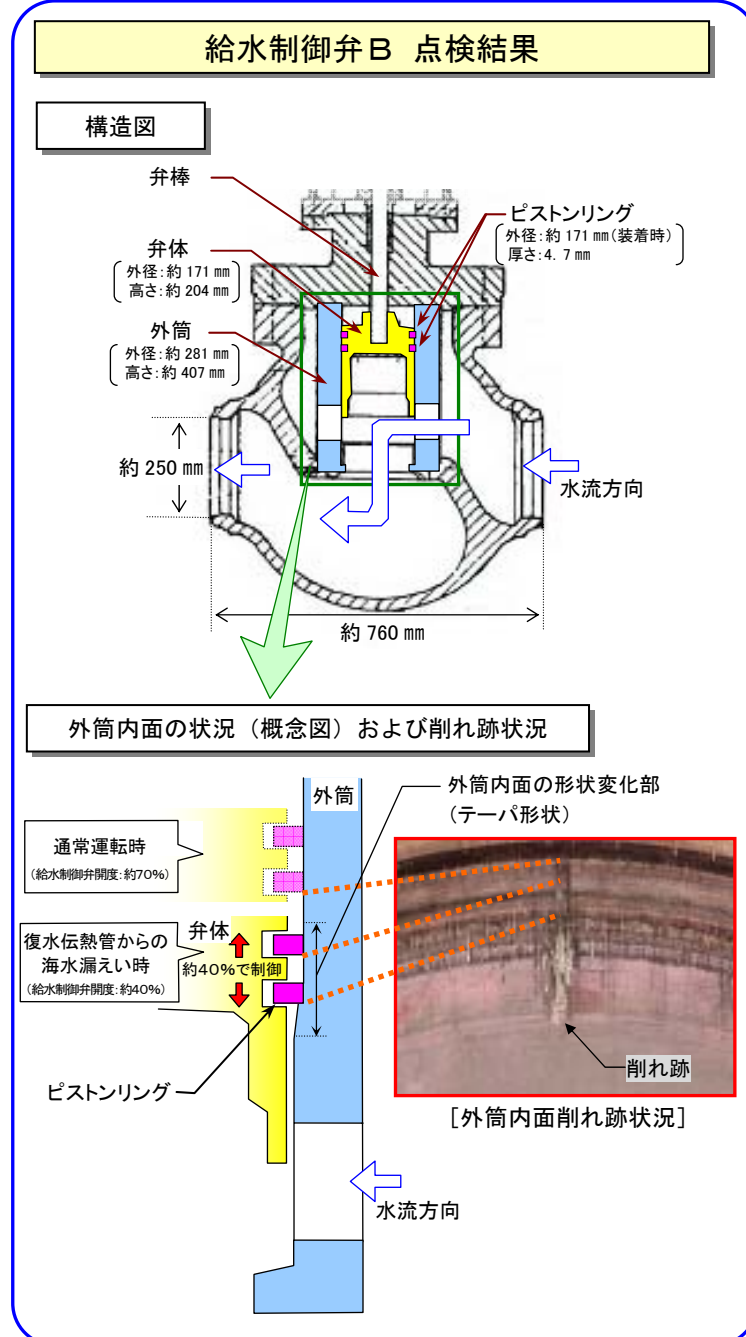 給水制御弁B 点検結果
構造図
弁棒
ピストンリング
外径:約 171 ㎜(装着時)
厚さ:4.7 ㎜
弁体
外径:約 171 ㎜
高さ:約 204 ㎜
外筒
外径:約 281 ㎜
高さ:約 407 ㎜
約 250 ㎜
水流方向
約 760 ㎜
外筒内面の状況(概念図)および削れ跡状況
外筒
外筒内面の形状変化部
(テーパ形状)
通常運転時
(給水制御弁開度:約70%)
復水伝熱管からの
海水漏えい時
(給水制御弁開度:約40%)
弁体
約40%で制御
ピストンリング
削れ跡
[外筒内面削れ跡状況]
水流方向